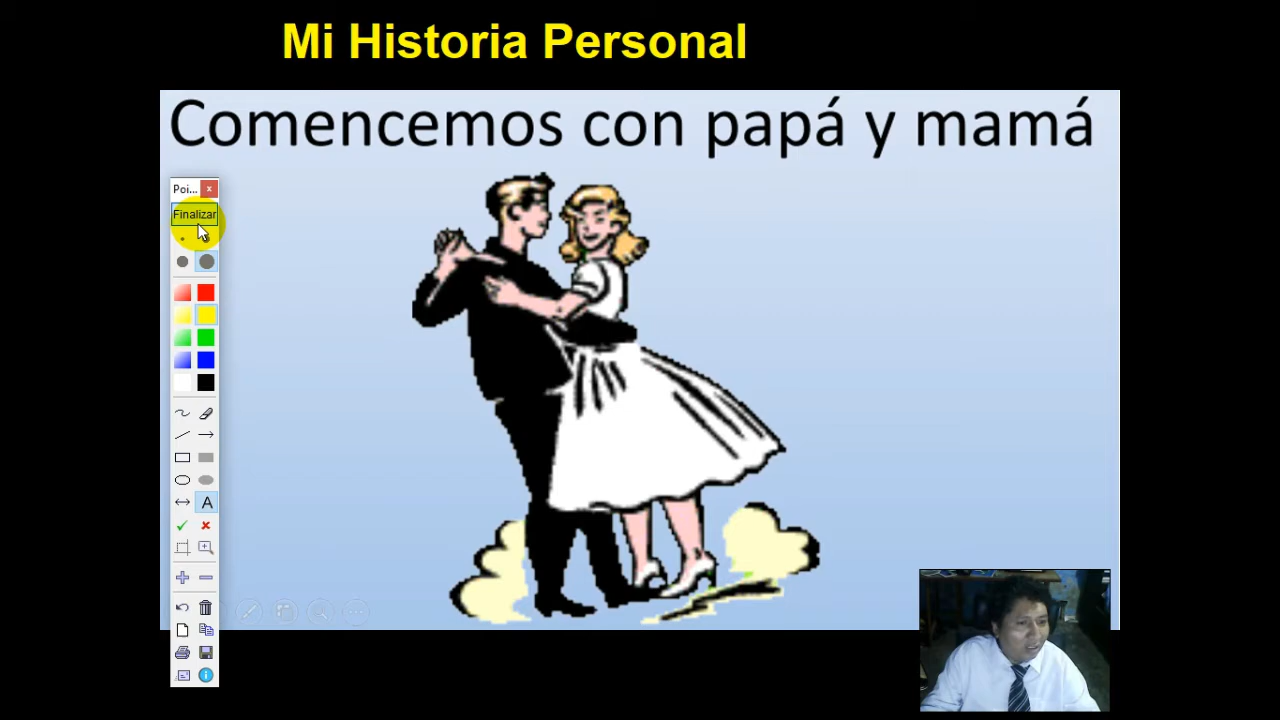 Mi Historia Personal
Comencemos con papá y mamá
Poi...
Finalizar
A